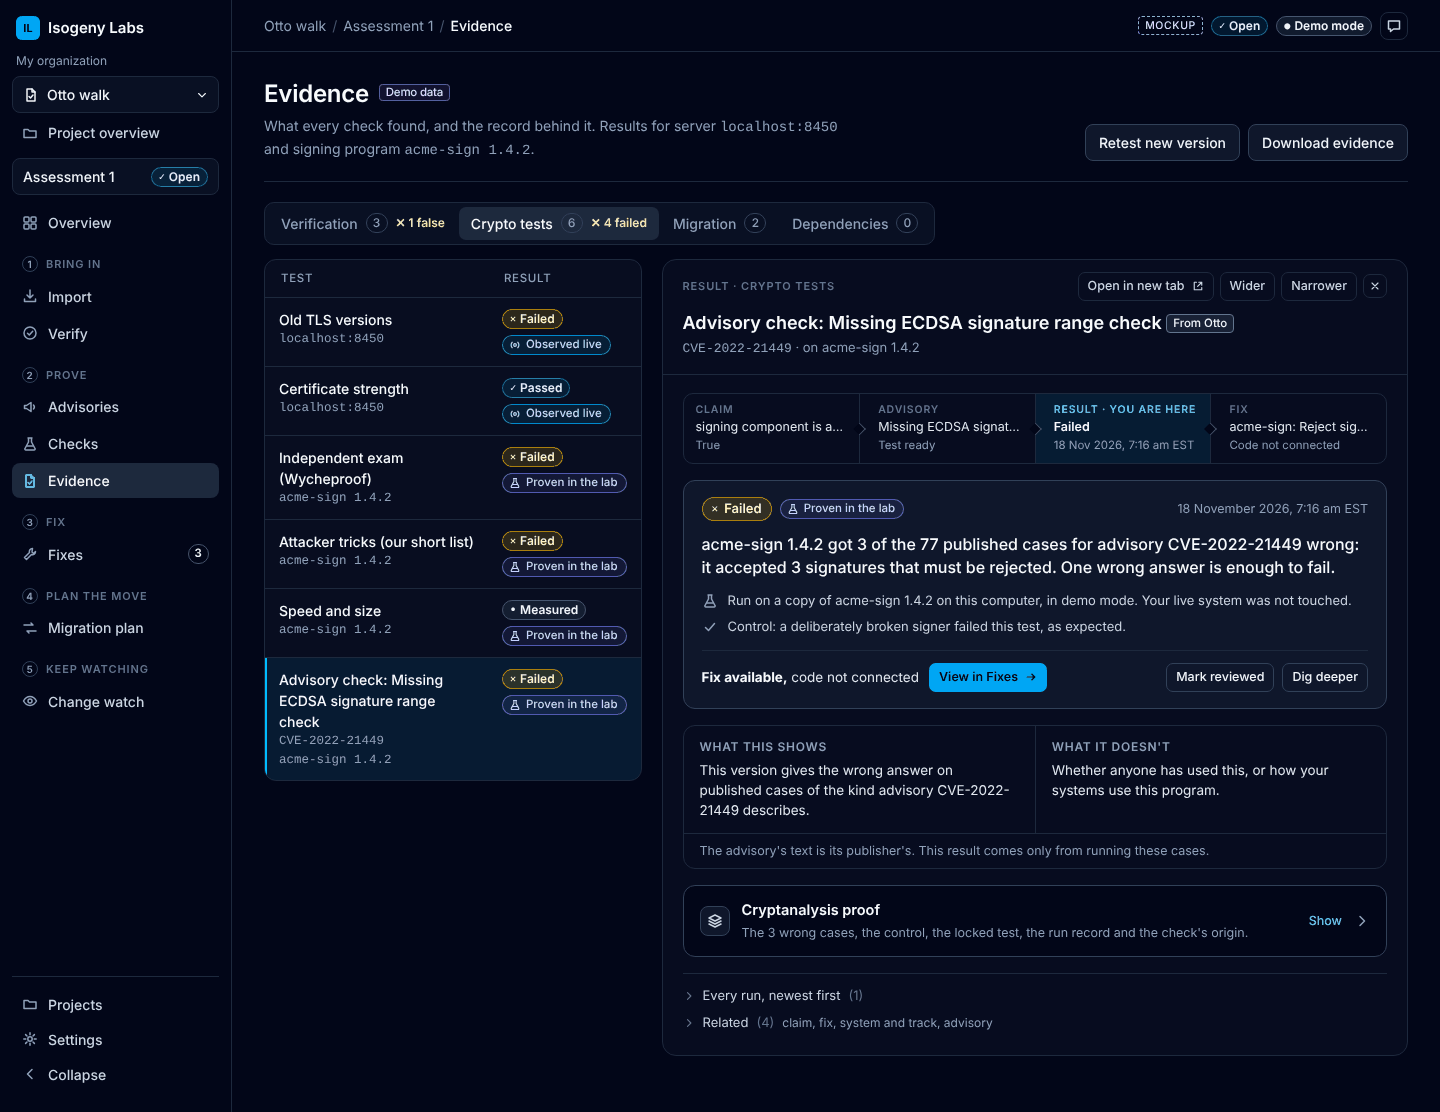 IL Isogeny Labs
My organization
Otto walk
Project overview
Assessment 1 ✓ Open
Overview
1 BRING IN
Import
Verify
2 PROVE
Advisories
Checks
Evidence
3 FIX
Fixes 3
4 PLAN THE MOVE
Migration plan
5 KEEP WATCHING
Change watch
Projects
Settings
Collapse
Otto walk / Assessment 1 / Evidence
MOCKUP ✓ Open • Demo mode
Evidence Demo data
What every check found, and the record behind it. Results for server localhost:8450
and signing program acme-sign 1.4.2.
Retest new version Download evidence
Verification 3 × 1 false Crypto tests 6 × 4 failed Migration 2 Dependencies 0
TEST RESULT
Old TLS versions × Failed
localhost:8450 Observed live
Certificate strength ✓ Passed
localhost:8450 Observed live
Independent exam × Failed
(Wycheproof) Proven in the lab
acme-sign 1.4.2
Attacker tricks (our short list) × Failed
acme-sign 1.4.2 Proven in the lab
Speed and size • Measured
acme-sign 1.4.2 Proven in the lab
Advisory check: Missing × Failed
ECDSA signature range Proven in the lab
check
CVE-2022-21449
acme-sign 1.4.2
RESULT · CRYPTO TESTS Open in new tab Wider Narrower ×
Advisory check: Missing ECDSA signature range check From Otto
CVE-2022-21449 · on acme-sign 1.4.2
CLAIM
signing component is a...
True
ADVISORY
Missing ECDSA signat...
Test ready
RESULT · YOU ARE HERE
Failed
18 Nov 2026, 7:16 am EST
FIX
acme-sign: Reject sig...
Code not connected
× Failed Proven in the lab 18 November 2026, 7:16 am EST
acme-sign 1.4.2 got 3 of the 77 published cases for advisory CVE-2022-21449 wrong:
it accepted 3 signatures that must be rejected. One wrong answer is enough to fail.
Run on a copy of acme-sign 1.4.2 on this computer, in demo mode. Your live system was not touched.
✓ Control: a deliberately broken signer failed this test, as expected.
Fix available, code not connected View in Fixes → Mark reviewed Dig deeper
WHAT THIS SHOWS
This version gives the wrong answer on
published cases of the kind advisory CVE-2022-
21449 describes.
WHAT IT DOESN'T
Whether anyone has used this, or how your
systems use this program.
The advisory's text is its publisher's. This result comes only from running these cases.
Cryptanalysis proof
The 3 wrong cases, the control, the locked test, the run record and the check's origin.
Show
Every run, newest first (1)
Related (4) claim, fix, system and track, advisory